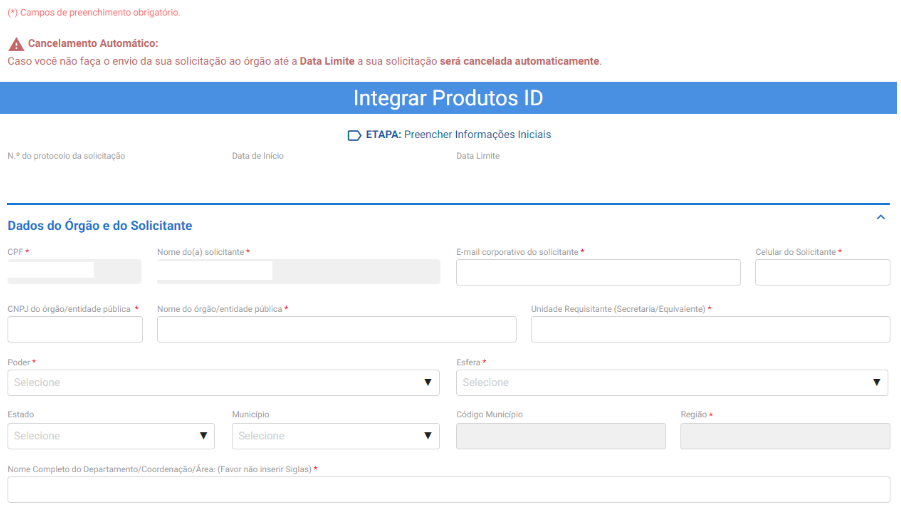 (*) Campos de preenchimento obrigatório.
Cancelamento Automático:
Caso você não faça o envio da sua solicitação ao órgão até a Data Limite a sua solicitação será cancelada automaticamente.
Integrar Produtos ID
ETAPA: Preencher Informações Iniciais
N.º do protocolo da solicitação Data de Início Data Limite
Dados do Órgão e do Solicitante
CPF * Nome do(a) solicitante * E-mail corporativo do solicitante * Celular do Solicitante *
CNPJ do órgão/entidade pública * Nome do órgão/entidade pública * Unidade Requisitante (Secretaria/Equivalente) *
Poder * Esfera *
Selecione Selecione
Estado Município Código Município Região *
Selecione Selecione
Nome Completo do Departamento/Coordenação/Área: (Favor não inserir Siglas) *